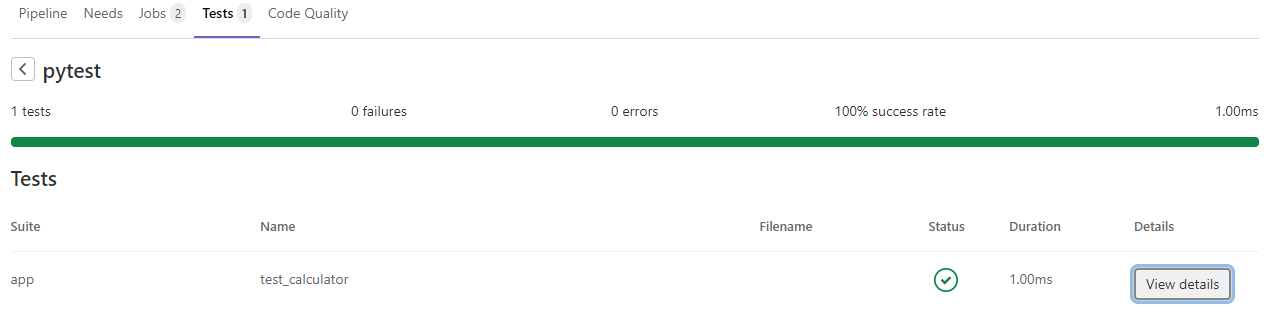 Pipeline Needs Jobs 2 Tests 1 Code Quality
pytest
1 tests 0 failures 0 errors 100% success rate 1.00ms
Tests
Suite Name Filename Status Duration Details
app test_calculator 1.00ms View details